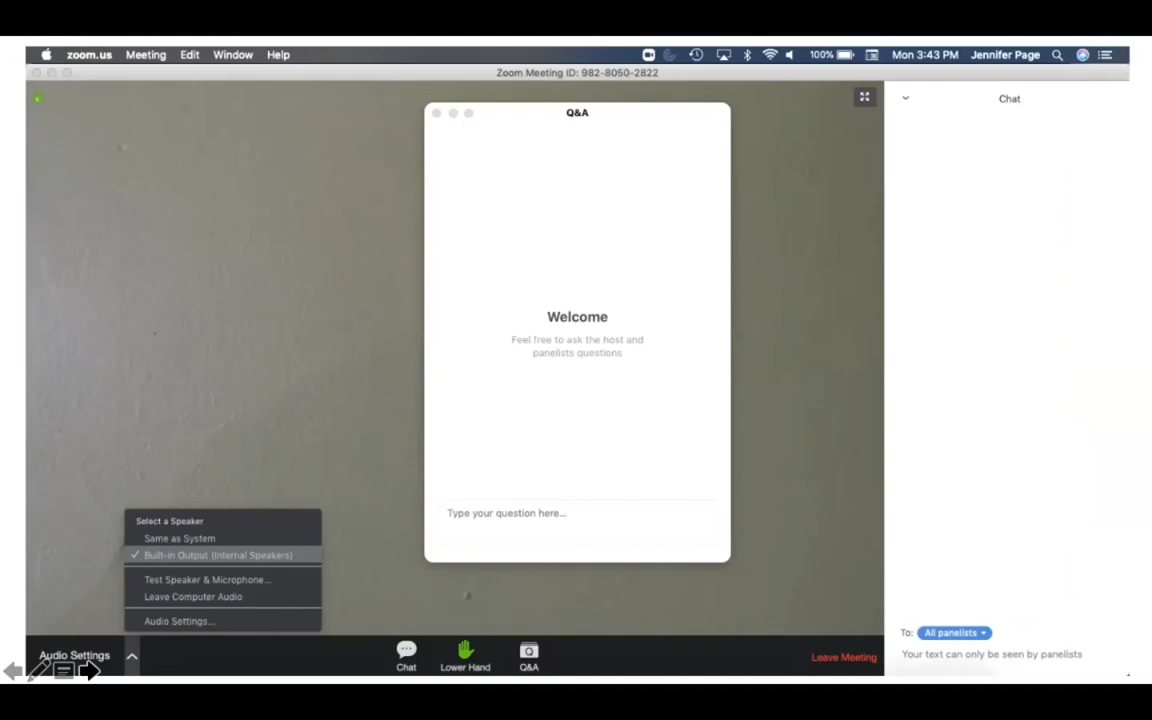 zoom.us Meeting Edit Window Help 100% Mon 3:43 PM Jennifer Page
Zoom Meeting ID: 982-8050-2822
Q&A
Chat
Welcome
Feel free to ask the host and
panelists questions
Type your question here...
Select a Speaker
Same as System
✓ Built-in Output (Internal Speakers)
Test Speaker & Microphone...
Leave Computer Audio
Audio Settings...
To: All panelists
Your text can only be seen by panelists
Audio Settings
Chat
Lower Hand
Q&A
Leave Meeting